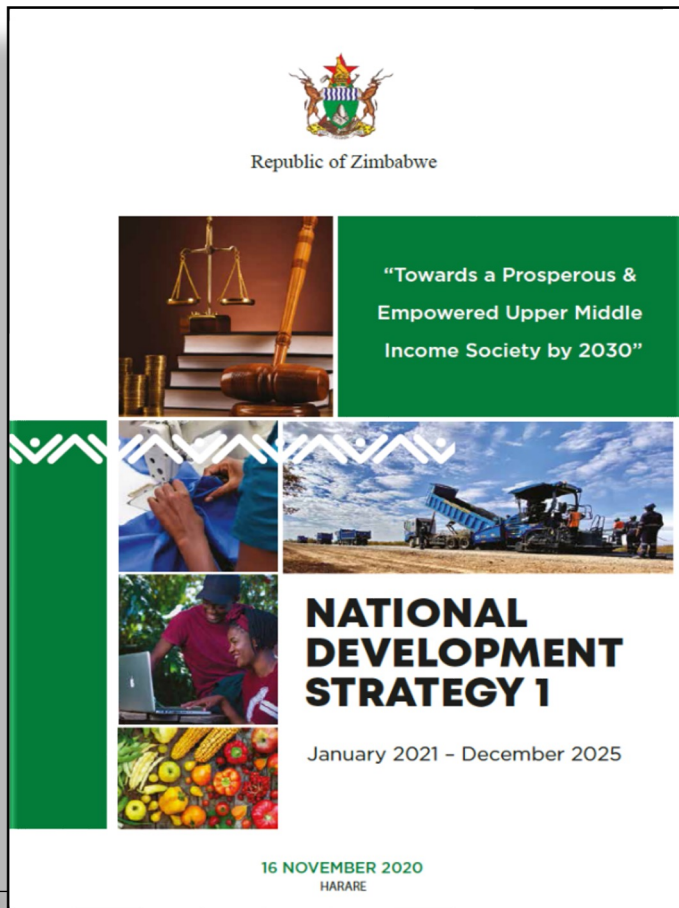 Republic of Zimbabwe
“Towards a Prosperous &
Empowered Upper Middle
Income Society by 2030”
NATIONAL
DEVELOPMENT
STRATEGY 1
January 2021 – December 2025
16 NOVEMBER 2020
HARARE